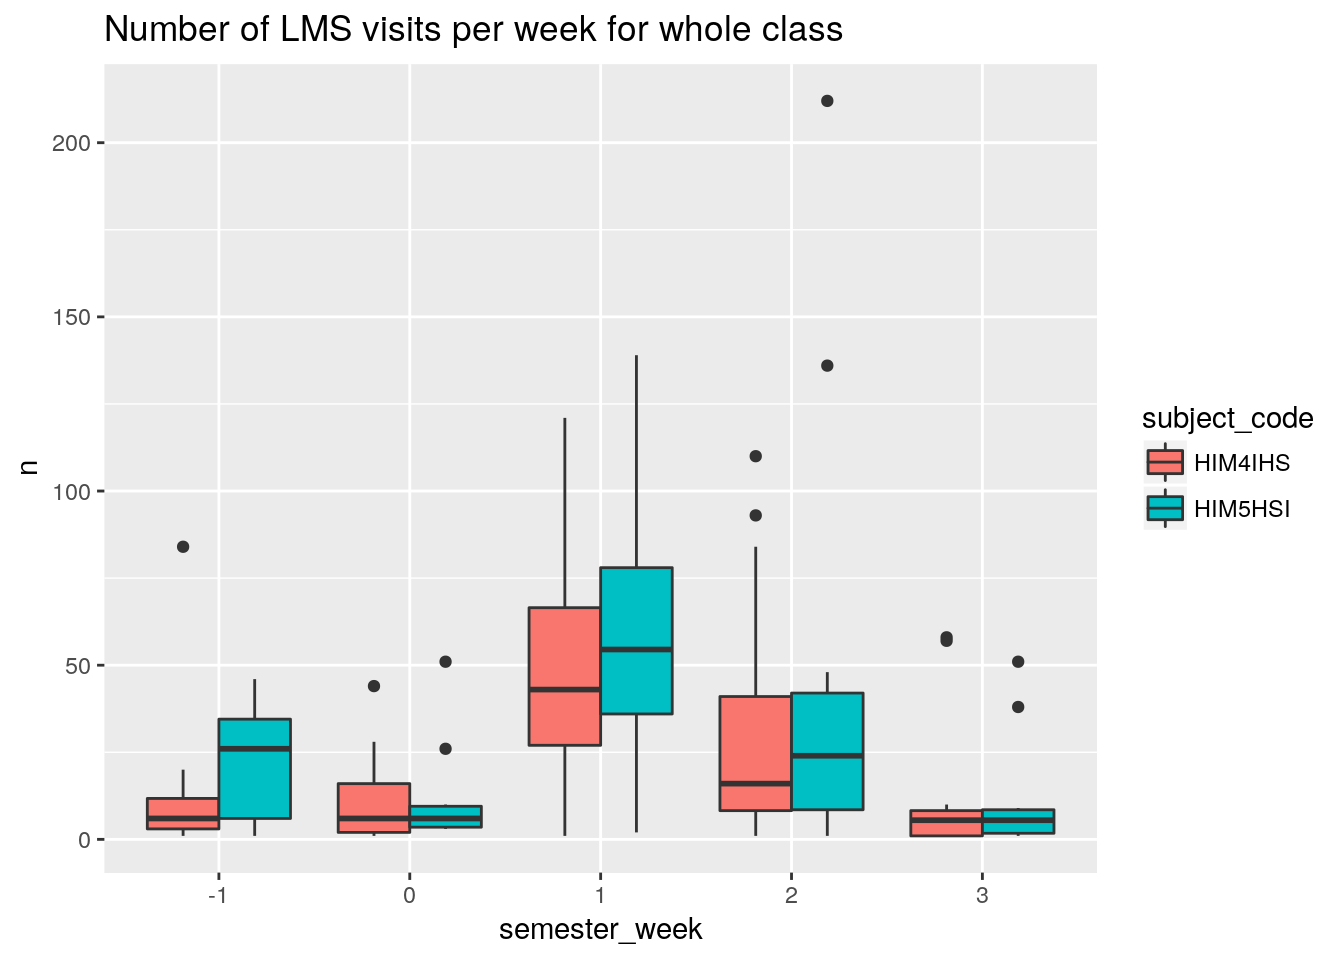 Number of LMS visits per week for whole class
200
150
100
50
0
n
-1 0 1 2 3
semester_week
subject_code
HIM4IHS
HIM5HSI